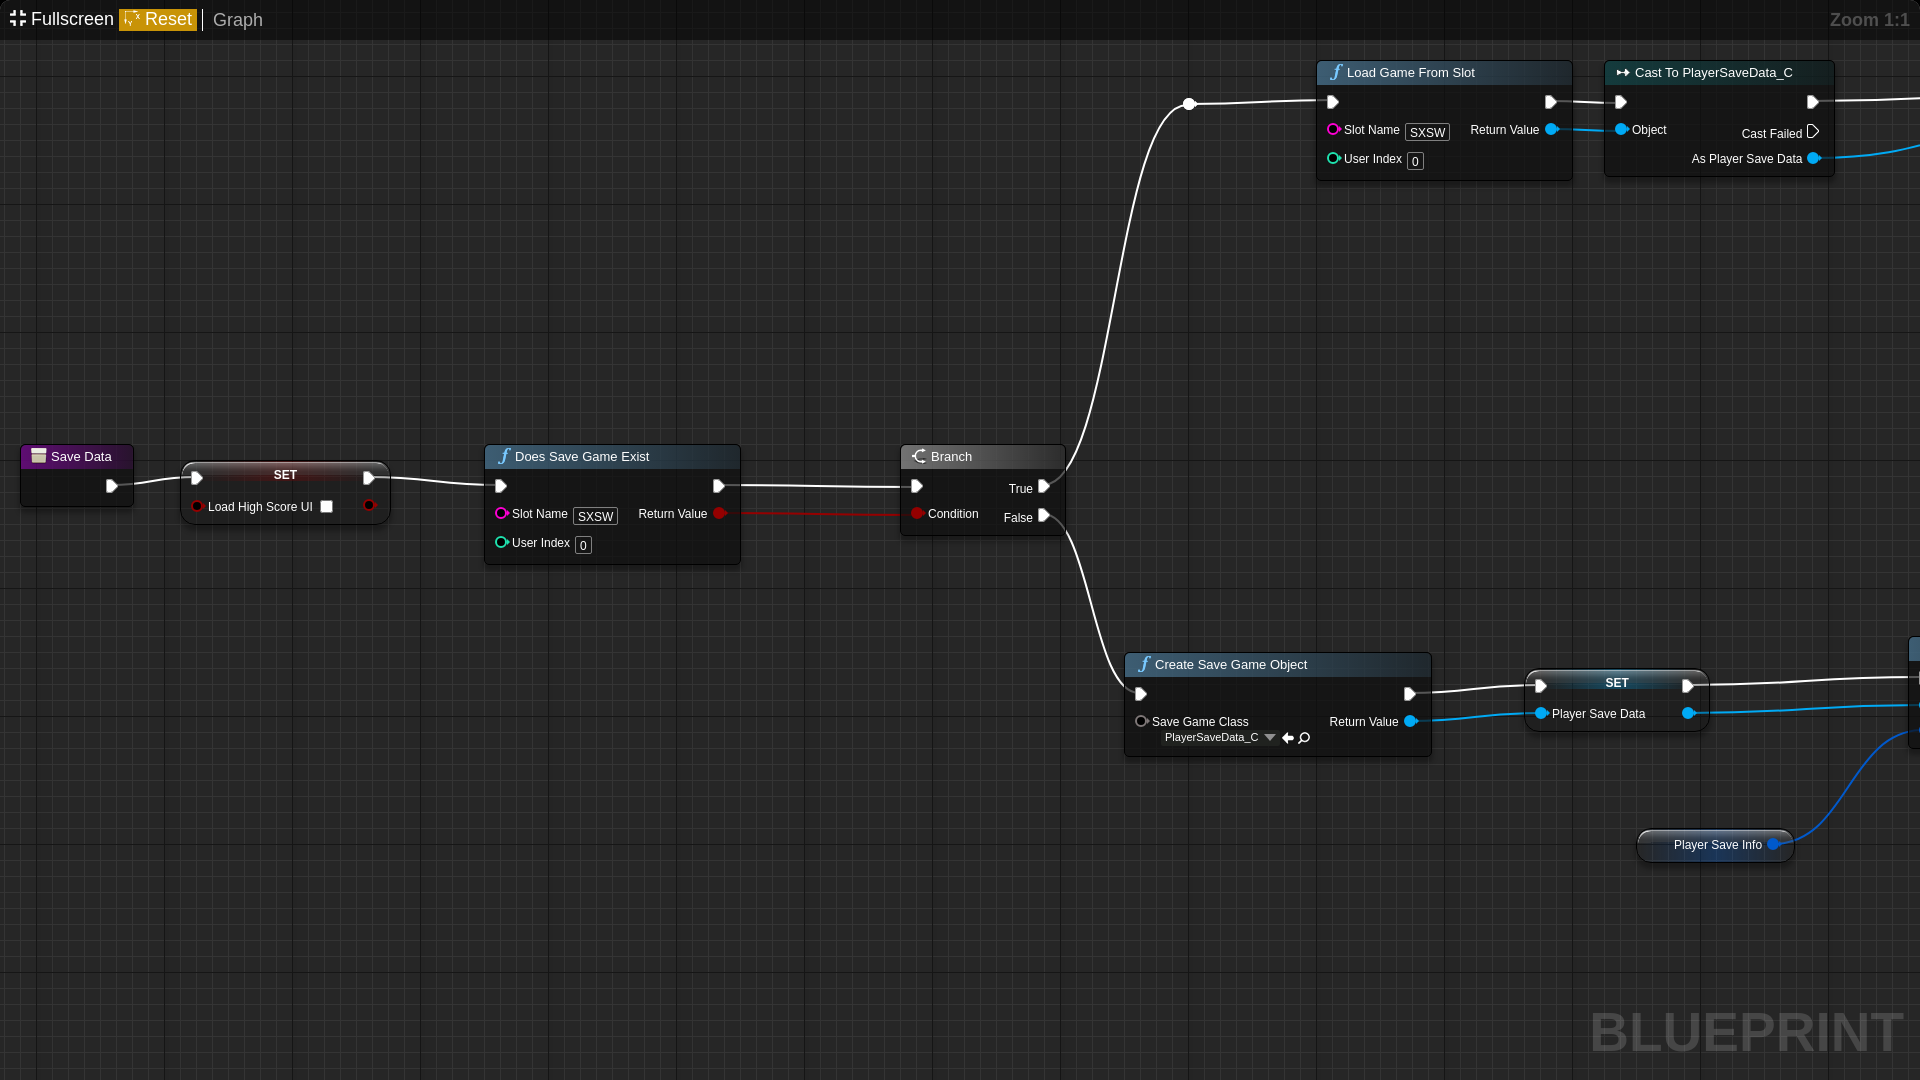 Fullscreen Reset Graph
Zoom 1:1
Load Game From Slot
Slot Name SXSW Return Value
User Index 0
Cast To PlayerSaveData_C
Object
Cast Failed
As Player Save Data
Save Data
SET
Load High Score UI
Does Save Game Exist
Slot Name SXSW Return Value
User Index 0
Branch
True
Condition
False
Create Save Game Object
Save Game Class Return Value
PlayerSaveData_C
SET
Player Save Data
Player Save Info
BLUEPRINT